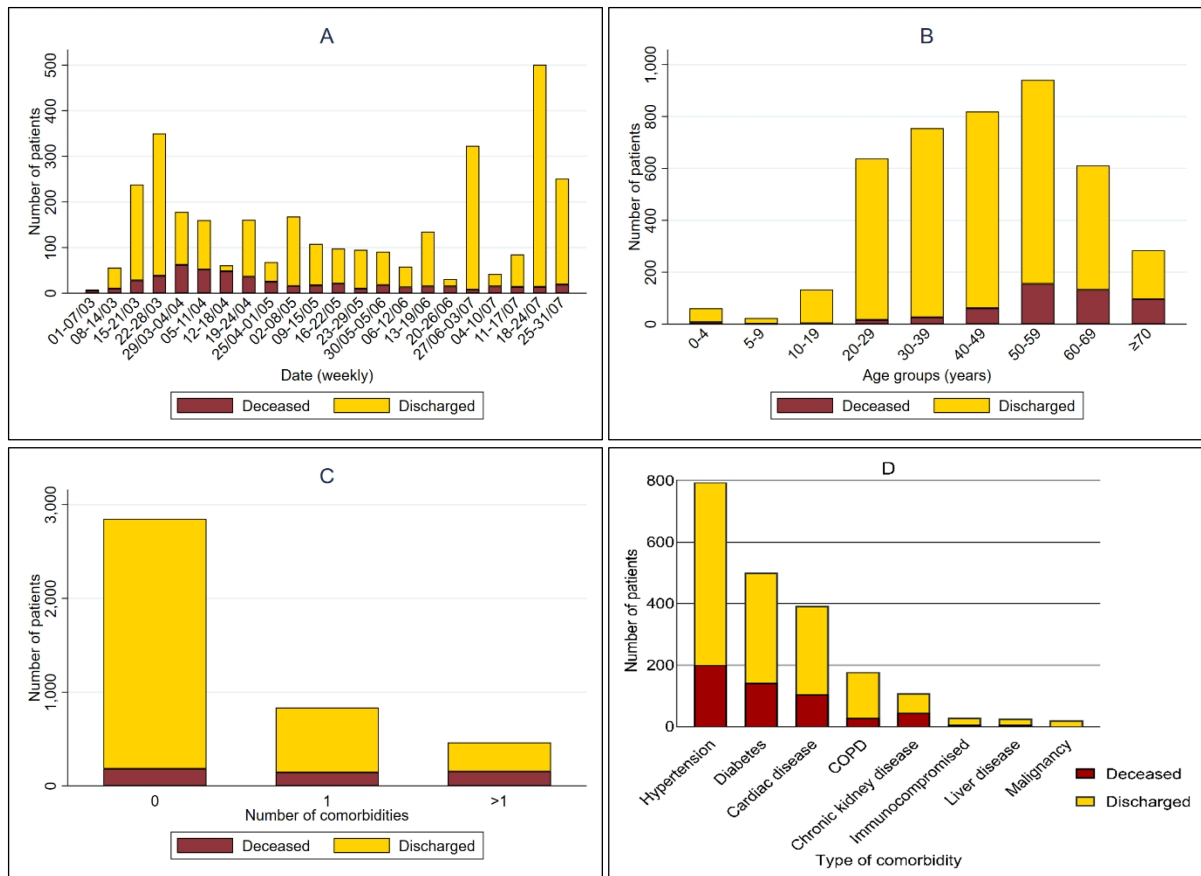 A
Number of patients
500
400
300
200
100
0
01-07/03
08-14/03
15-21/03
22-28/03
29/03-04/04
05-11/04
12-18/04
19-24/04
25/04-01/05
02-08/05
09-15/05
16-22/05
23-29/05
30/05-05/06
06-12/06
13-19/06
20-26/06
27/06-03/07
04-10/07
11-17/07
18-24/07
25-31/07
Date (weekly)
Deceased Discharged
B
Number of patients
1,000
800
600
400
200
0
0-4
5-9
10-19
20-29
30-39
40-49
50-59
60-69
≥70
Age groups (years)
Deceased Discharged
C
Number of patients
3,000
2,000
1,000
0
0 1 >1
Number of comorbidities
Deceased Discharged
D
Number of patients
800
600
400
200
0
Hypertension
Diabetes
Cardiac disease
COPD
Chronic kidney disease
Immunocompromised
Liver disease
Malignancy
Deceased
Discharged
Type of comorbidity